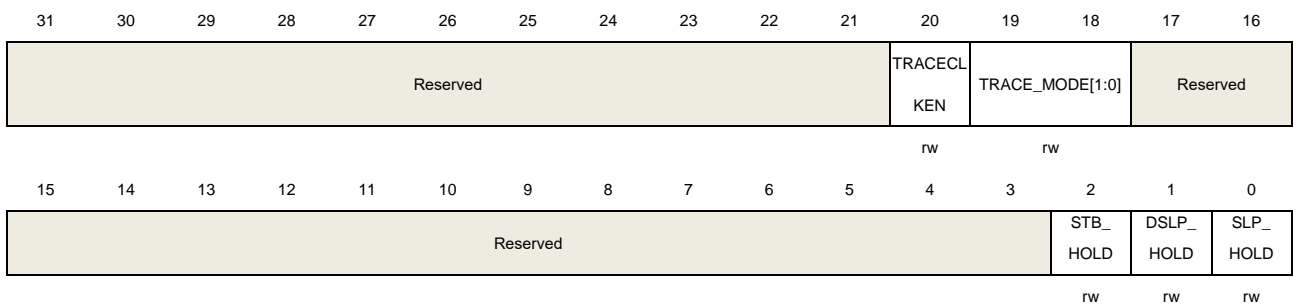 31 30 29 28 27 26 25 24 23 22 21 20 19 18 17 16
Reserved TRACECL TRACE_MODE[1:0] Reserved
KEN
rw rw
15 14 13 12 11 10 9 8 7 6 5 4 3 2 1 0
Reserved STB_ DSLP_ SLP_
HOLD HOLD HOLD
rw rw rw